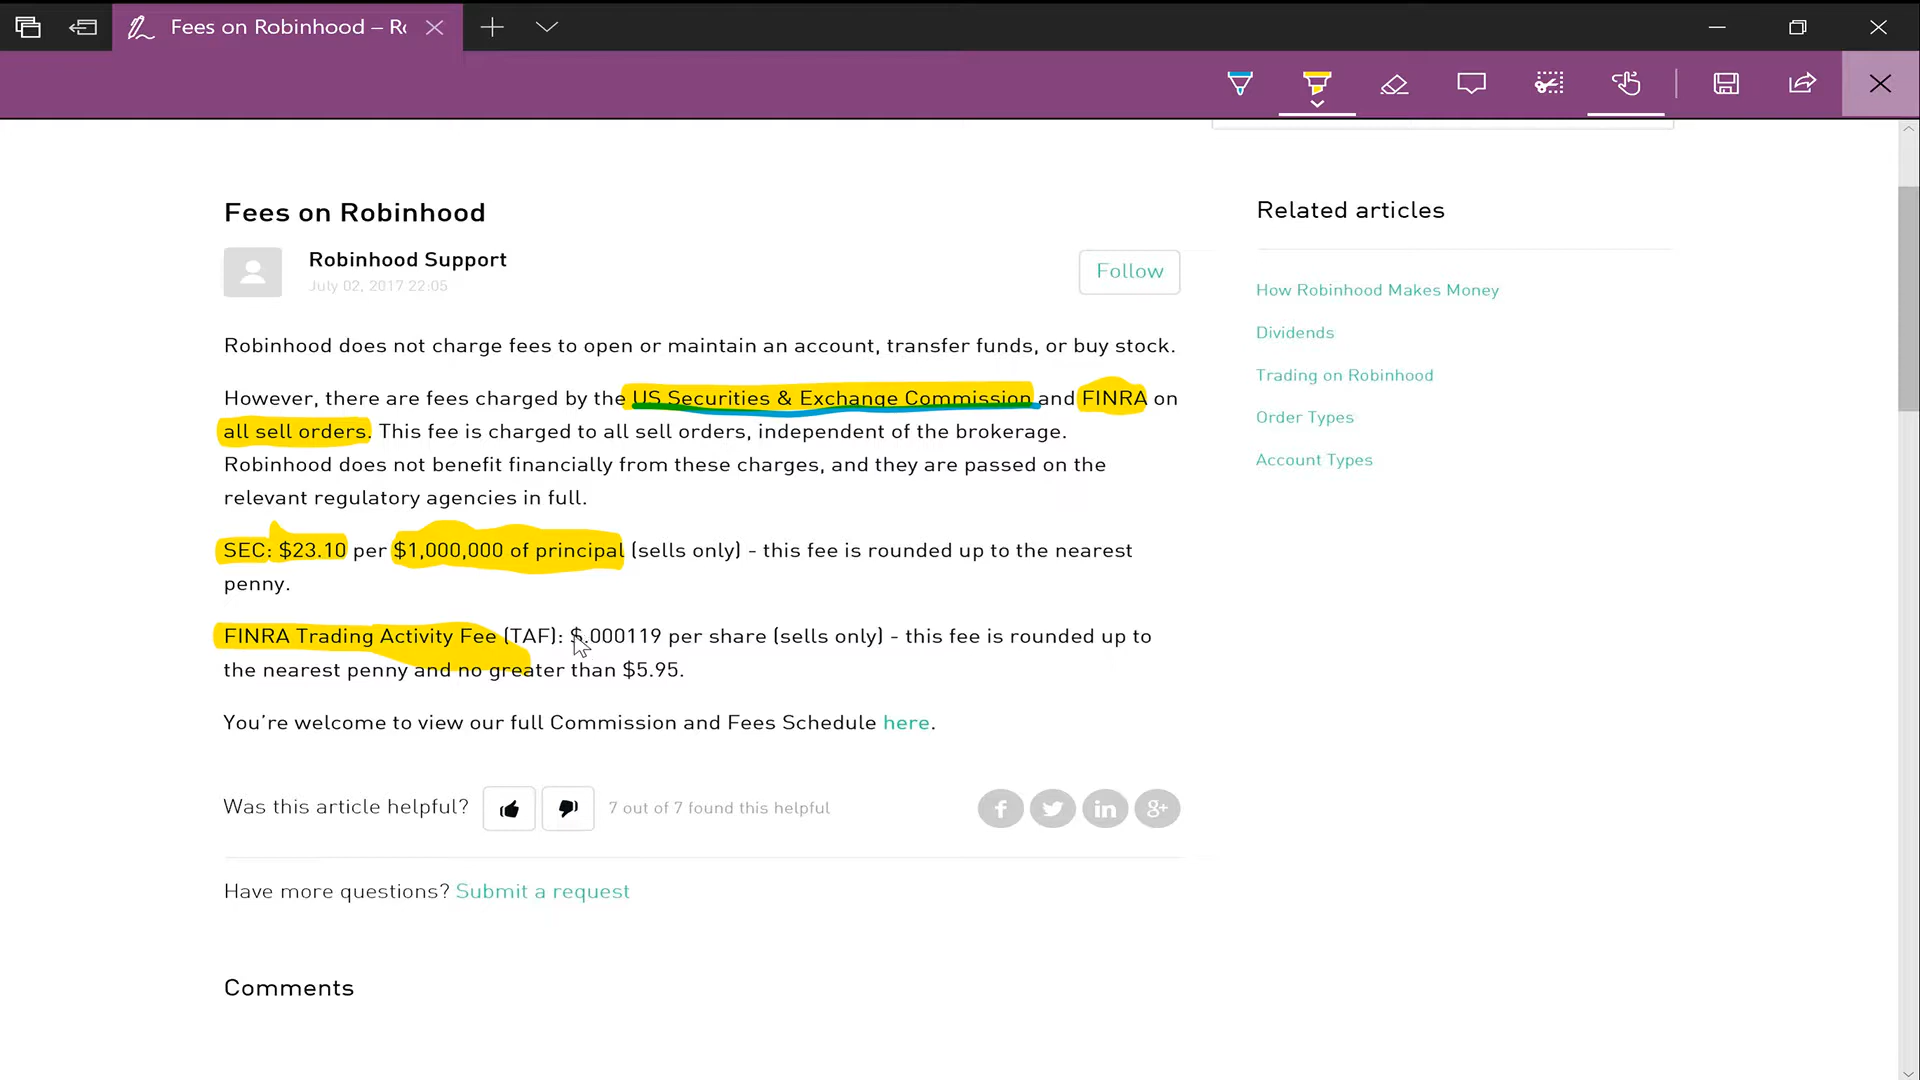 Fees on Robinhood – Ro
Fees on Robinhood
Related articles
Robinhood Support
July 02, 2017 22:05
Follow
How Robinhood Makes Money
Dividends
Trading on Robinhood
Order Types
Account Types
Robinhood does not charge fees to open or maintain an account, transfer funds, or buy stock.
However, there are fees charged by the US Securities & Exchange Commission and FINRA on
all sell orders. This fee is charged to all sell orders, independent of the brokerage.
Robinhood does not benefit financially from these charges, and they are passed on the
relevant regulatory agencies in full.
SEC: $23.10 per $1,000,000 of principal (sells only) - this fee is rounded up to the nearest
penny.
FINRA Trading Activity Fee (TAF): $.000119 per share (sells only) - this fee is rounded up to
the nearest penny and no greater than $5.95.
You’re welcome to view our full Commission and Fees Schedule here.
Was this article helpful?
7 out of 7 found this helpful
f
in
g+
Have more questions? Submit a request
Comments